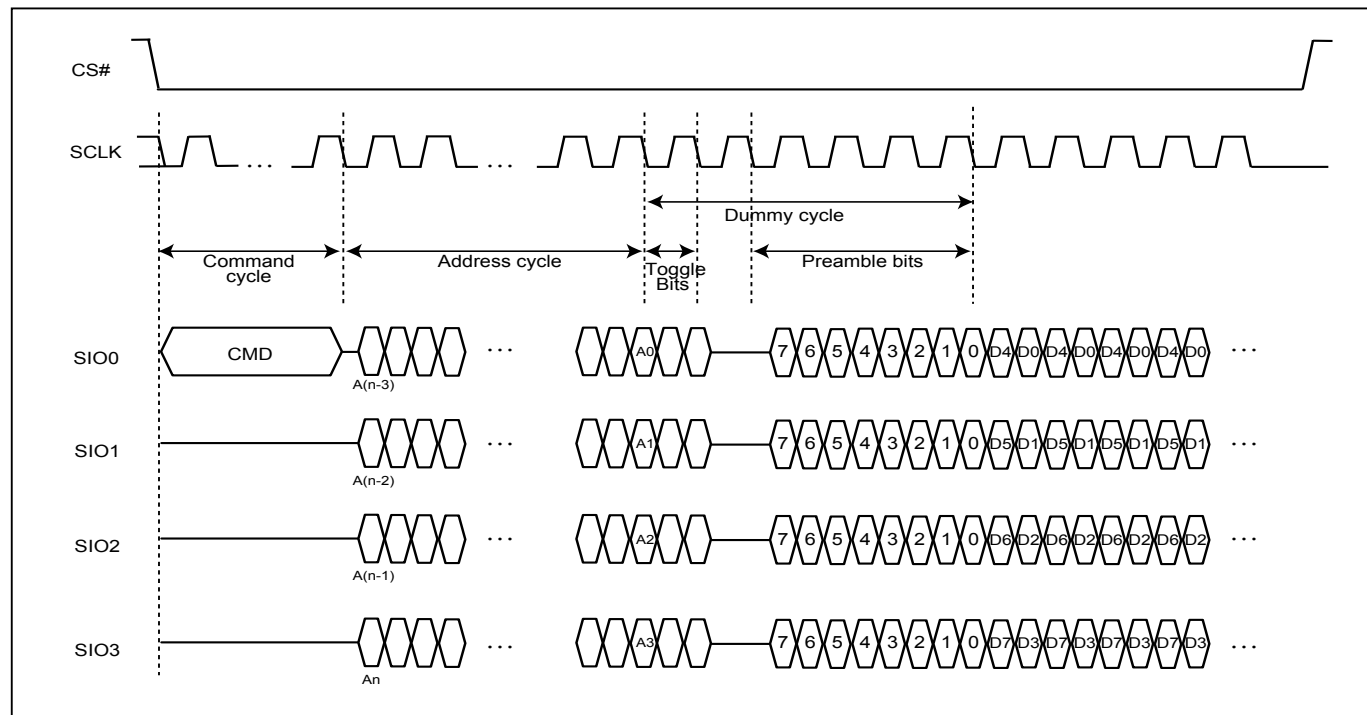 CS#
SCLK
...
...
Dummy cycle
Command
cycle
Address cycle
Toggle
Bits
Preamble bits
SIO0
CMD
...
A0
7 6 5 4 3 2 1 0 D4 D0 D4 D0 D4 D0 D4 D0
...
A(n-3)
SIO1
...
A1
7 6 5 4 3 2 1 0 D5 D1 D5 D1 D5 D1 D5 D1
...
A(n-2)
SIO2
...
A2
7 6 5 4 3 2 1 0 D6 D2 D6 D2 D6 D2 D6 D2
...
A(n-1)
SIO3
...
A3
7 6 5 4 3 2 1 0 D7 D3 D7 D3 D7 D3 D7 D3
...
An